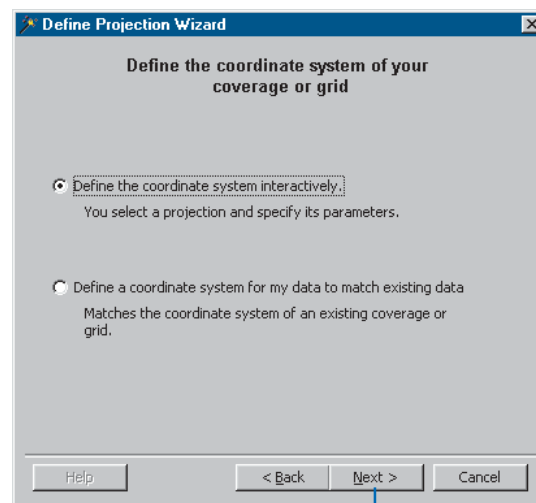 Define Projection Wizard
Define the coordinate system of your
coverage or grid
Define the coordinate system interactively.
You select a projection and specify its parameters.
Define a coordinate system for my data to match existing data
Matches the coordinate system of an existing coverage or
grid.
Help
< Back
Next >
Cancel